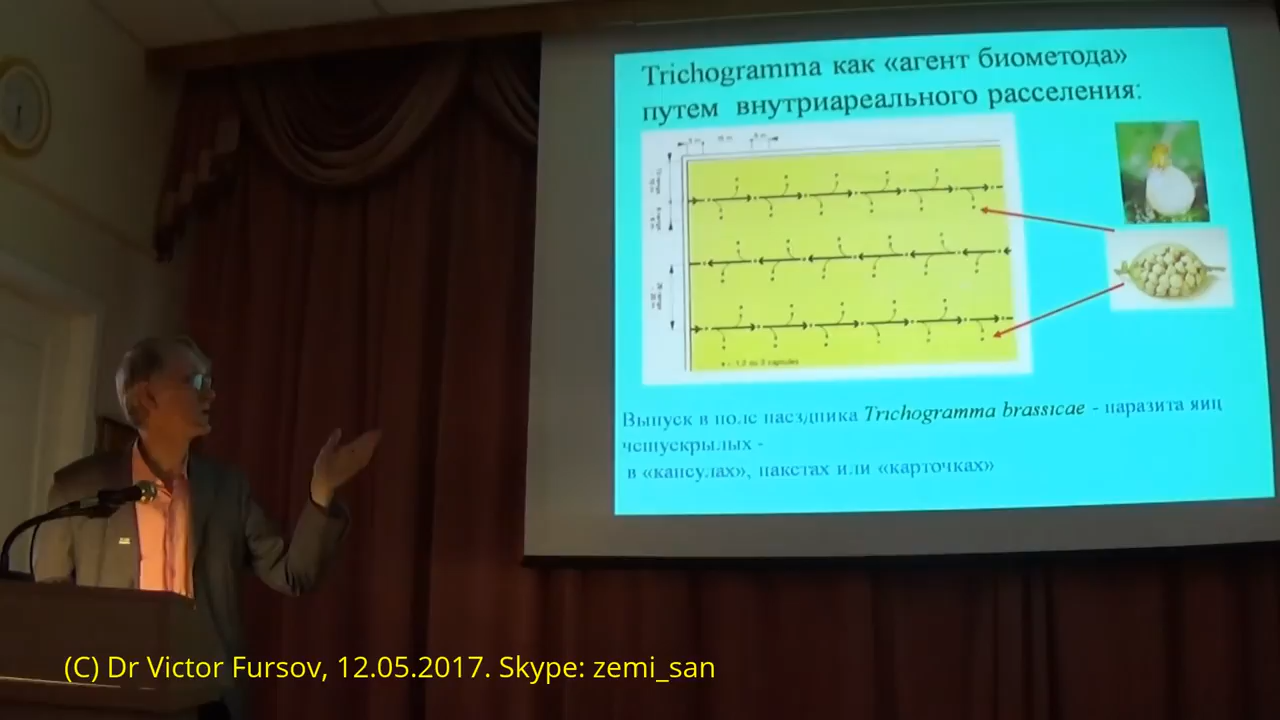 Trichogramma как «агент биометода»
путем внутриареального расселения:
Выпуск в поле наездника Trichogramma brassicae - паразита яиц
чешуекрылых -
в «капсулах», пакетах или «карточках»
(C) Dr Victor Fursov, 12.05.2017. Skype: zemi_san